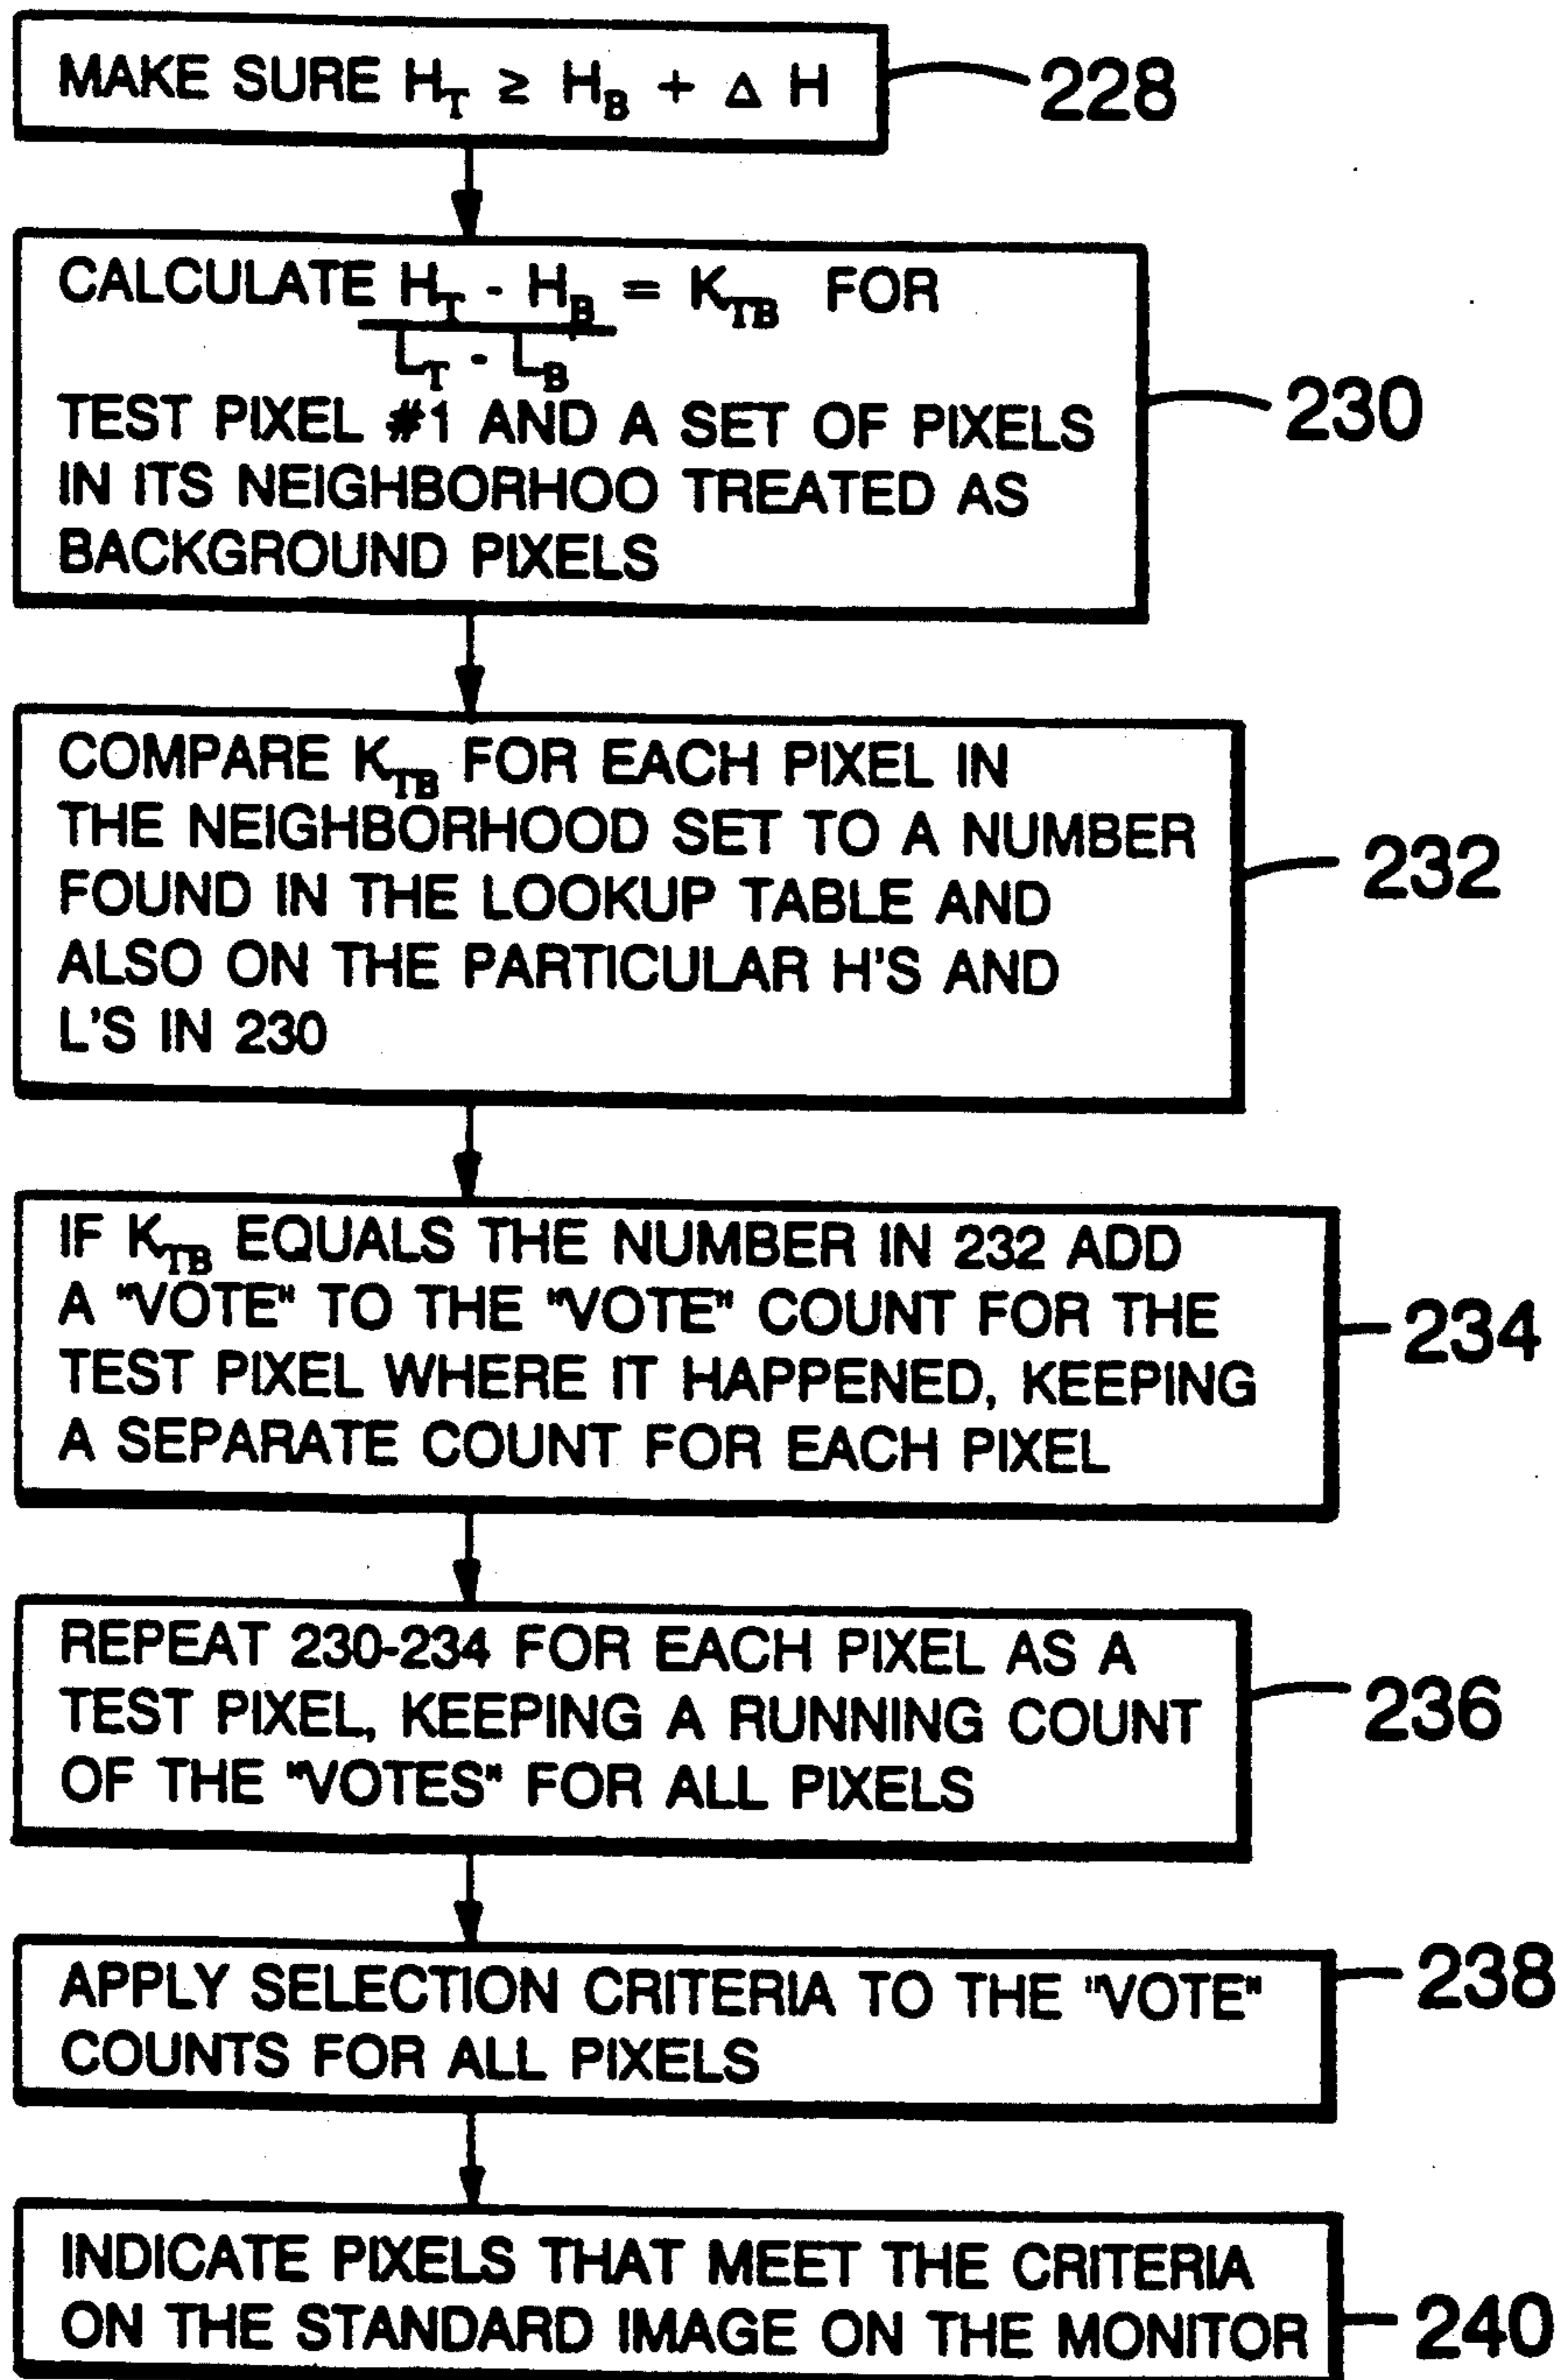 MAKE SURE H_T ≥ H_B + Δ H
228
CALCULATE H_T - H_B = K_TB FOR
L_T - L_B
TEST PIXEL #1 AND A SET OF PIXELS
IN ITS NEIGHBORHOO TREATED AS
BACKGROUND PIXELS
230
COMPARE K_TB FOR EACH PIXEL IN
THE NEIGHBORHOOD SET TO A NUMBER
FOUND IN THE LOOKUP TABLE AND
ALSO ON THE PARTICULAR H'S AND
L'S IN 230
232
IF K_TB EQUALS THE NUMBER IN 232 ADD
A "VOTE" TO THE "VOTE" COUNT FOR THE
TEST PIXEL WHERE IT HAPPENED, KEEPING
A SEPARATE COUNT FOR EACH PIXEL
234
REPEAT 230-234 FOR EACH PIXEL AS A
TEST PIXEL, KEEPING A RUNNING COUNT
OF THE "VOTES" FOR ALL PIXELS
236
APPLY SELECTION CRITERIA TO THE "VOTE"
COUNTS FOR ALL PIXELS
238
INDICATE PIXELS THAT MEET THE CRITERIA
ON THE STANDARD IMAGE ON THE MONITOR
240